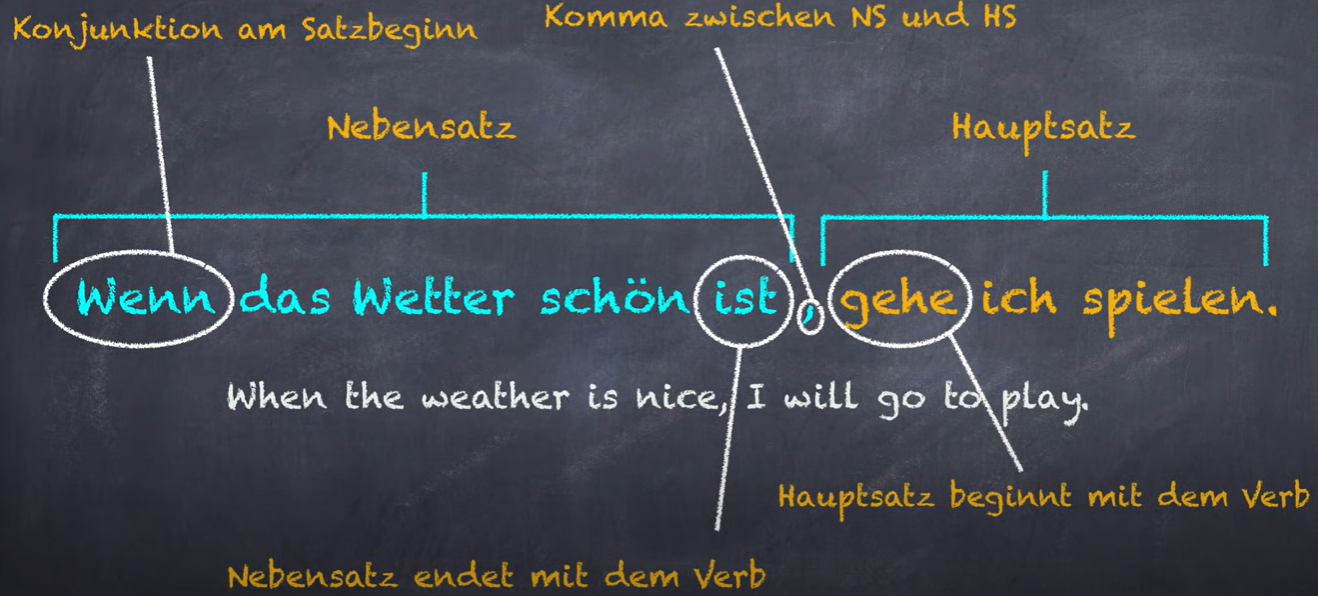 Konjunktion am Satzbeginn
Komma zwischen NS und HS
Nebensatz
Hauptsatz
Wenn das Wetter schön ist, gehe ich spielen.
When the weather is nice, I will go to play.
Hauptsatz beginnt mit dem Verb
Nebensatz endet mit dem Verb